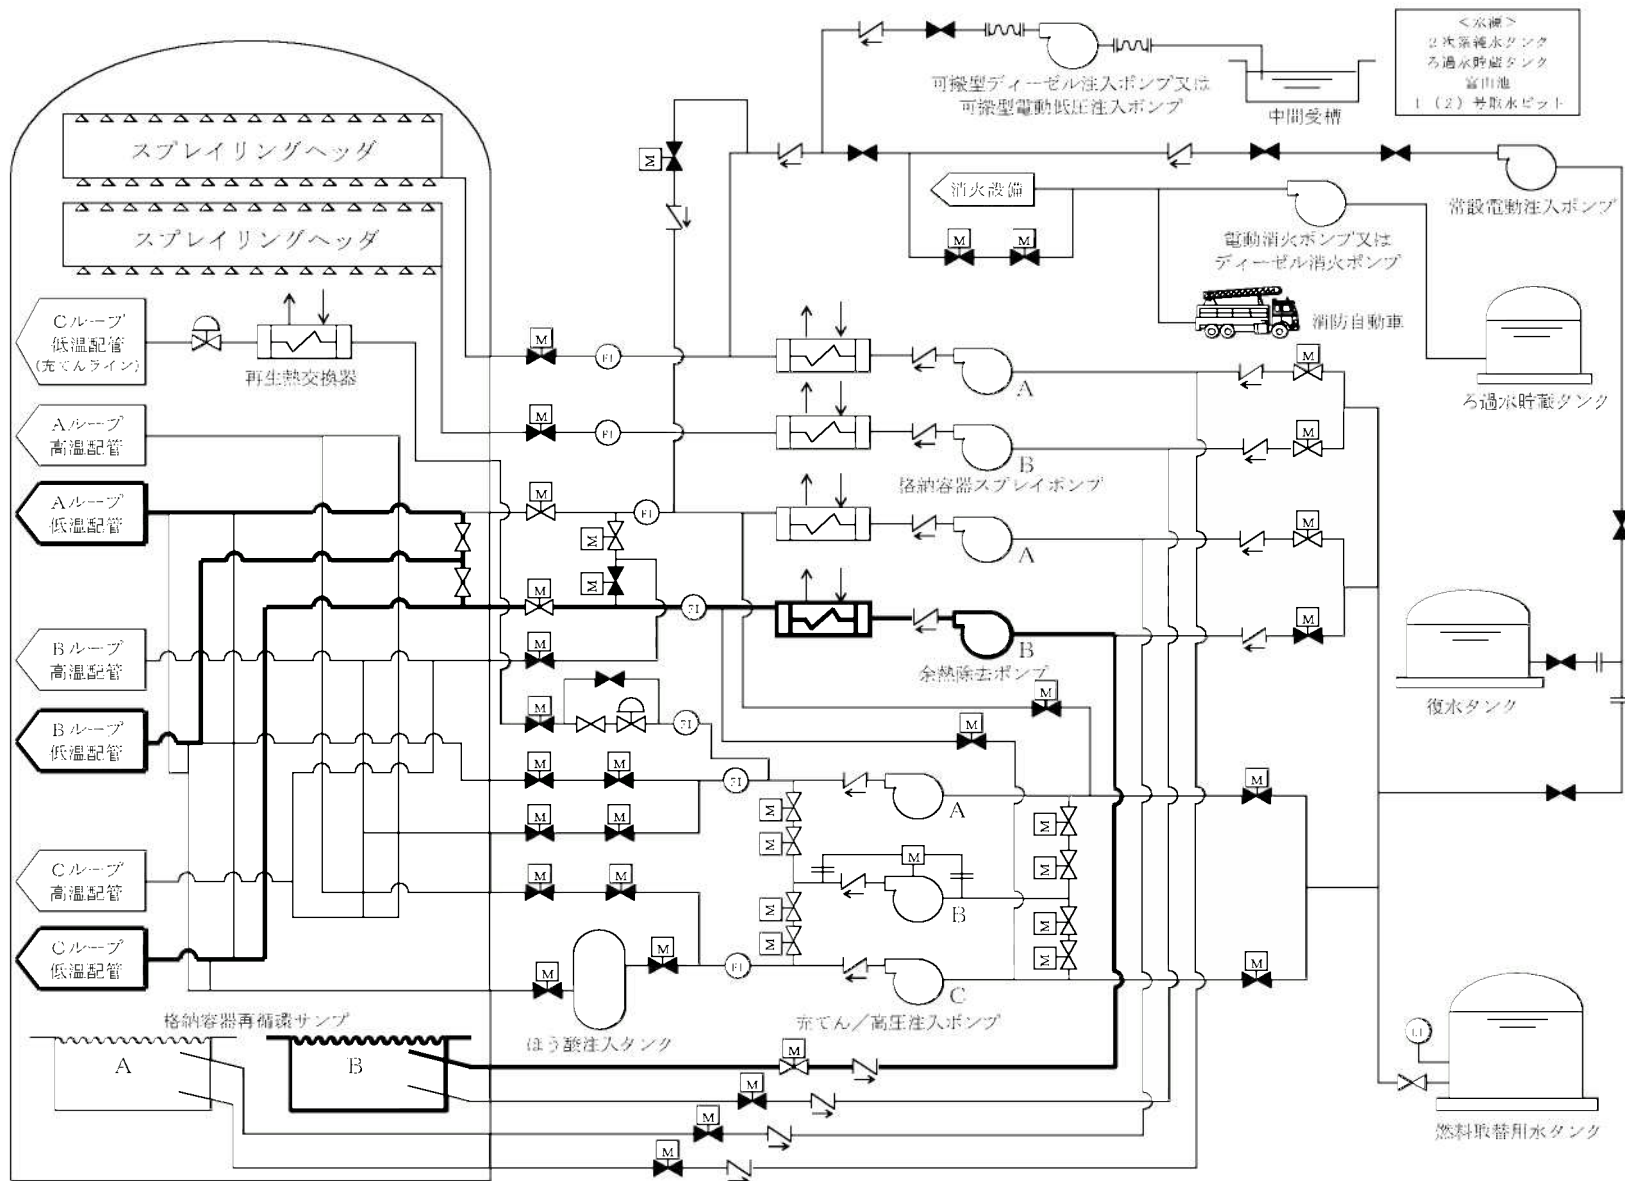 <水源>
2次系純水タンク
ろ過水貯蔵タンク
宮山池
1（2）号取水ピット
可搬型ディーゼル注入ポンプ又は
可搬型電動低圧注入ポンプ
中間受槽
スプレイリングヘッダ
スプレイリングヘッダ
消火設備
常設電動注入ポンプ
電動消火ポンプ又は
ディーゼル消火ポンプ
消防自動車
ろ過水貯蔵タンク
Cループ
低温配管
(充てんライン)
再生熱交換器
Aループ
高温配管
Aループ
低温配管
Bループ
高温配管
Bループ
低温配管
Cループ
高温配管
Cループ
低温配管
M
M
FI
A
M
M
FI
B
M
格納容器スプレイポンプ
M
FI
M
A
M
M
M
FI
B
M
余熱除去ポンプ
M
M
M
M
FI
復水タンク
M
M
FI
A
M
M
M
M
M
M
M
M
M
B
M
M
M
M
M
M
M
FI
C
M
M
ほう酸注入タンク
充てん／高圧注入ポンプ
格納容器再循環サンプ
A
B
M
M
M
M
LI
燃料取替用水タンク